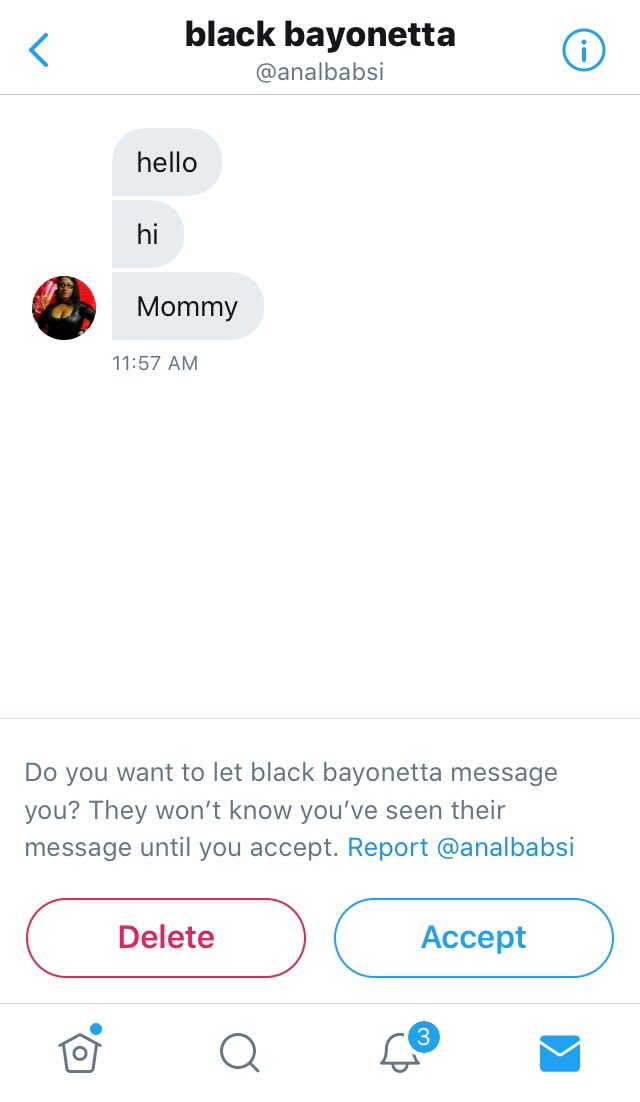 black bayonetta
@analbabsi
hello
hi
Mommy
11:57 AM
Do you want to let black bayonetta message
you? They won’t know you’ve seen their
message until you accept. Report @analbabsi
Delete
Accept
3